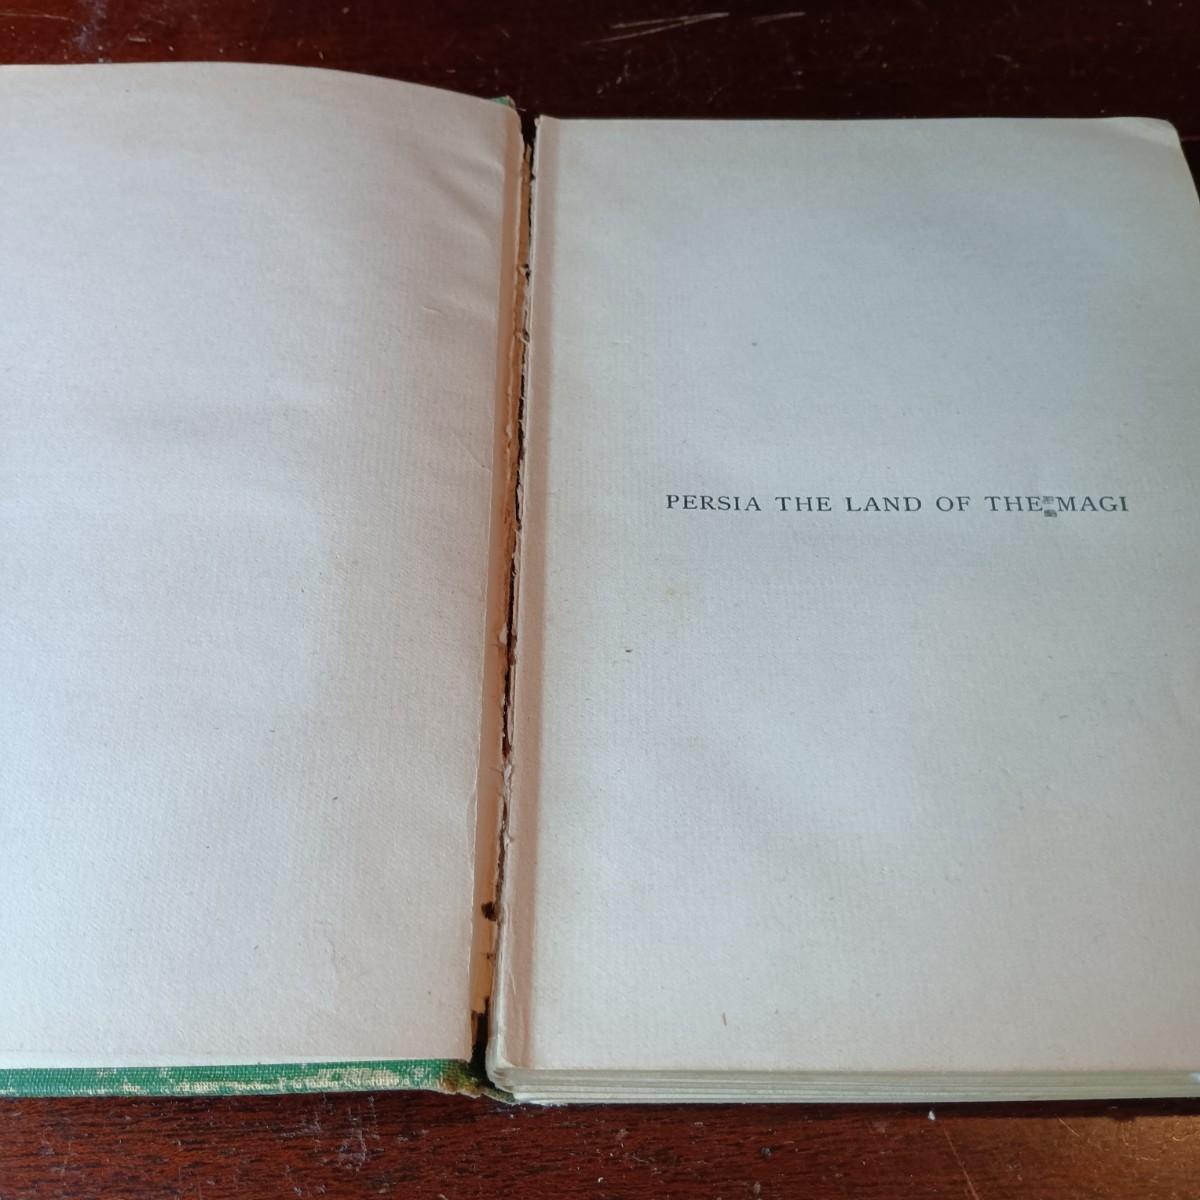 PERSIA THE LAND OF THE MAGI